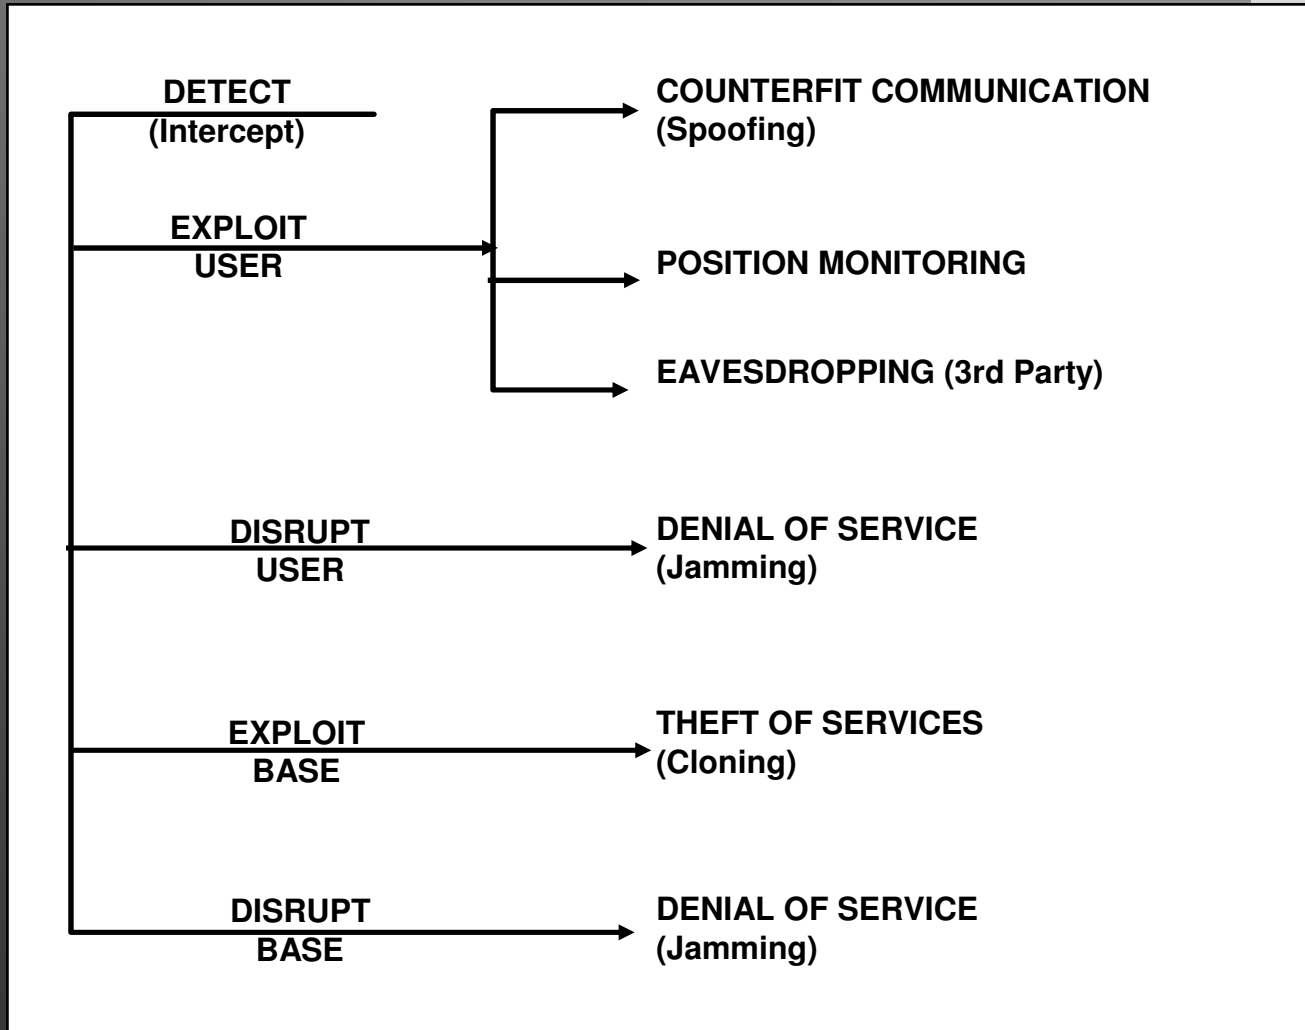 DETECT
(Intercept)
COUNTERFIT COMMUNICATION
(Spoofing)
EXPLOIT
USER
POSITION MONITORING
EAVESDROPPING (3rd Party)
DISRUPT
USER
DENIAL OF SERVICE
(Jamming)
EXPLOIT
BASE
THEFT OF SERVICES
(Cloning)
DISRUPT
BASE
DENIAL OF SERVICE
(Jamming)